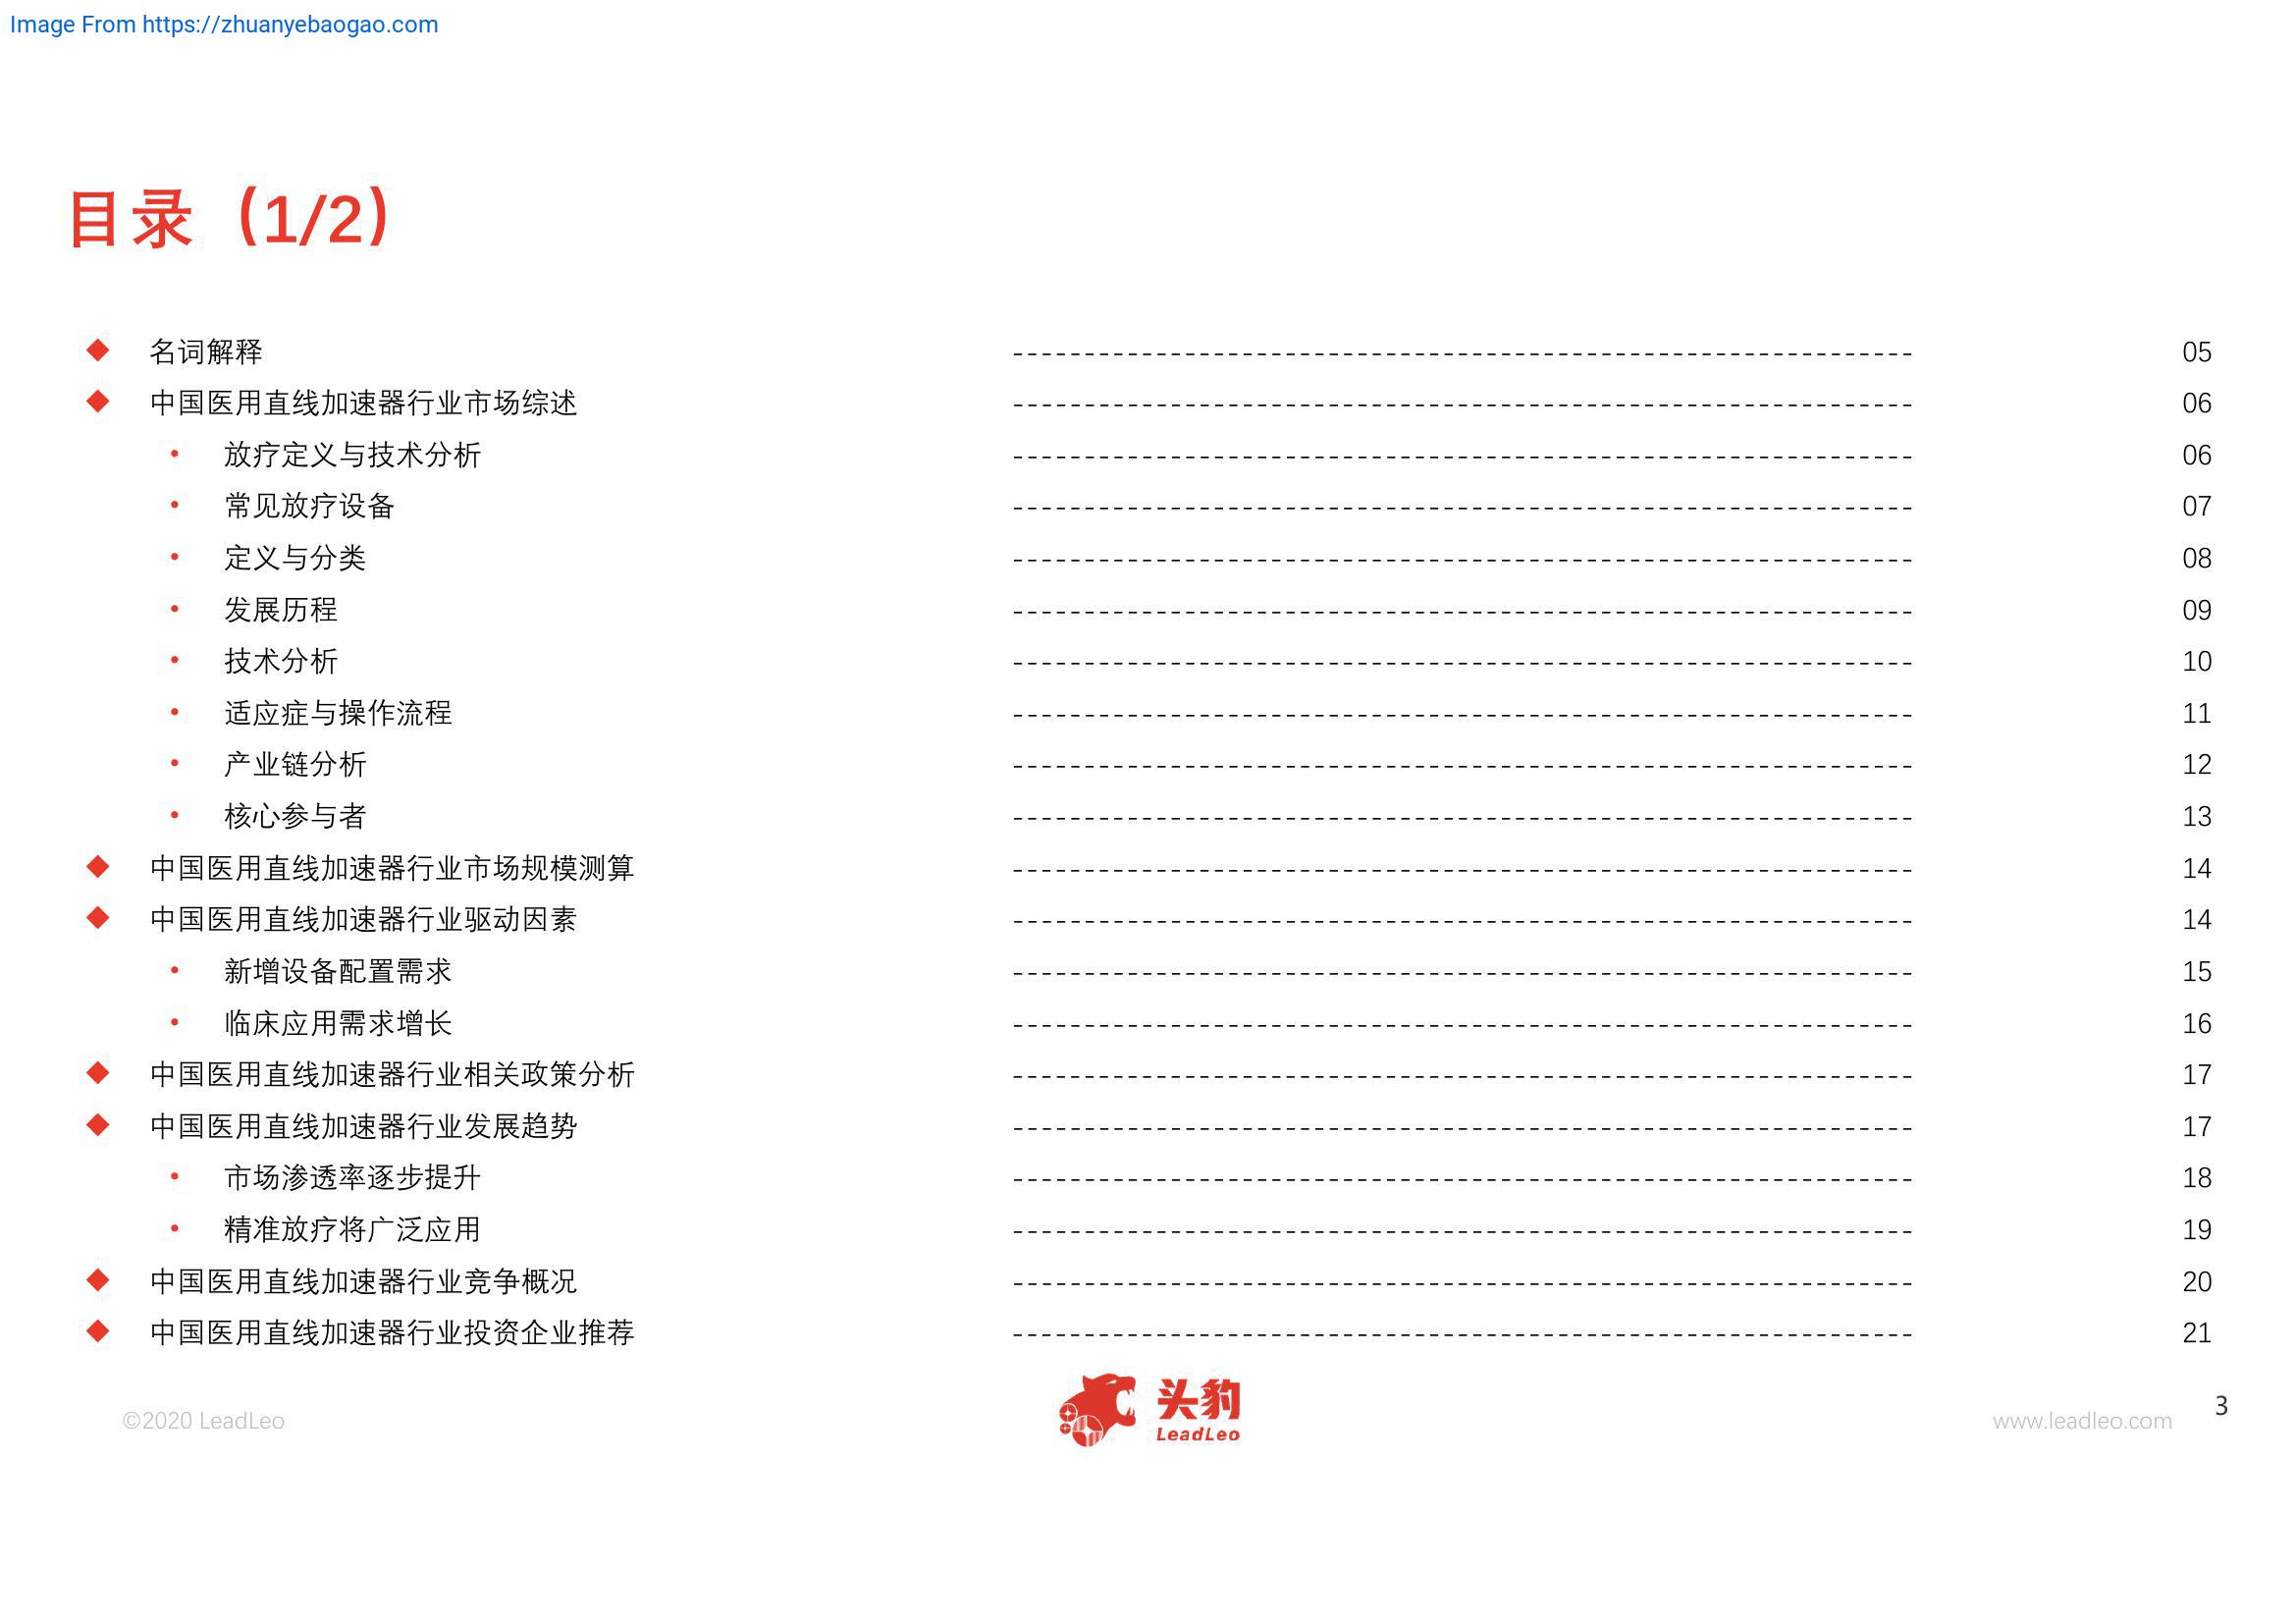 Image From https://zhuanyebaogao.com
目录（1/2）
◆ 名词解释 ---------------------------------------------------------------- 05
◆ 中国医用直线加速器行业市场综述 ---------------------------------------------------------------- 06
• 放疗定义与技术分析 ---------------------------------------------------------------- 06
• 常见放疗设备 ---------------------------------------------------------------- 07
• 定义与分类 ---------------------------------------------------------------- 08
• 发展历程 ---------------------------------------------------------------- 09
• 技术分析 ---------------------------------------------------------------- 10
• 适应症与操作流程 ---------------------------------------------------------------- 11
• 产业链分析 ---------------------------------------------------------------- 12
• 核心参与者 ---------------------------------------------------------------- 13
◆ 中国医用直线加速器行业市场规模测算 ---------------------------------------------------------------- 14
◆ 中国医用直线加速器行业驱动因素 ---------------------------------------------------------------- 14
• 新增设备配置需求 ---------------------------------------------------------------- 15
• 临床应用需求增长 ---------------------------------------------------------------- 16
◆ 中国医用直线加速器行业相关政策分析 ---------------------------------------------------------------- 17
◆ 中国医用直线加速器行业发展趋势 ---------------------------------------------------------------- 17
• 市场渗透率逐步提升 ---------------------------------------------------------------- 18
• 精准放疗将广泛应用 ---------------------------------------------------------------- 19
◆ 中国医用直线加速器行业竞争概况 ---------------------------------------------------------------- 20
◆ 中国医用直线加速器行业投资企业推荐 ---------------------------------------------------------------- 21
©2020 LeadLeo
头豹
LeadLeo
www.leadleo.com
3